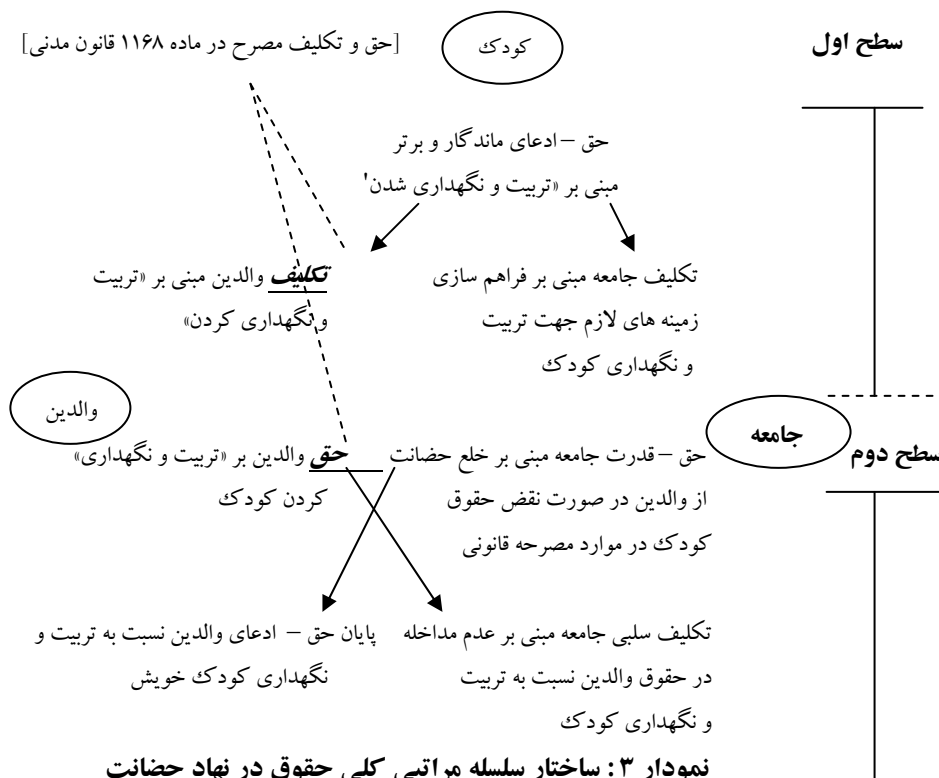 سطح اول
کودک
[حق و تکلیف مصرح در ماده ۱۱۶۸ قانون مدنی]
حق – ادعای ماندگار و برتر
مبنی بر «تربیت و نگهداری شدن'
تکلیف جامعه مبنی بر فراهم سازی
زمینه های لازم جهت تربیت
و نگهداری کودک
تکلیف والدین مبنی بر «تربیت
و نگهداری کردن»
والدین
جامعه
سطح دوم
حق – قدرت جامعه مبنی بر خلع حضانت
از والدین در صورت نقض حقوق
کودک در موارد مصرحه قانونی
حق والدین بر «تربیت و نگهداری»
کردن کودک
تکلیف سلبی جامعه مبنی بر عدم مداخله
در حقوق والدین نسبت به تربیت
و نگهداری کودک
پایان حق – ادعای والدین نسبت به تربیت و
نگهداری کودک خویش
نمودار ۳: ساختار سلسله مراتبی کلی حقوق در نهاد حضانت